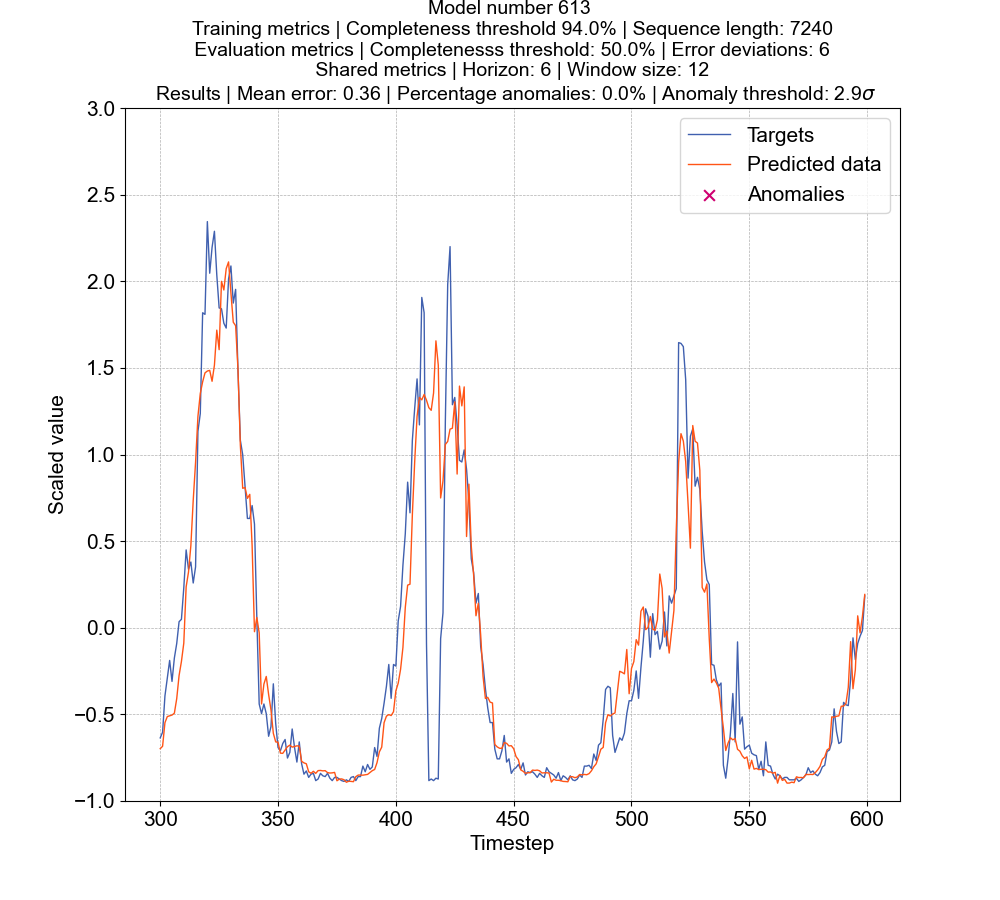 Model number 613
Training metrics | Completeness threshold 94.0% | Sequence length: 7240
Evaluation metrics | Completenesss threshold: 50.0% | Error deviations: 6
Shared metrics | Horizon: 6 | Window size: 12
Results | Mean error: 0.36 | Percentage anomalies: 0.0% | Anomaly threshold: 2.9σ
3.0
2.5
2.0
1.5
1.0
0.5
0.0
−0.5
−1.0
Scaled value
Targets
Predicted data
Anomalies
300 350 400 450 500 550 600
Timestep